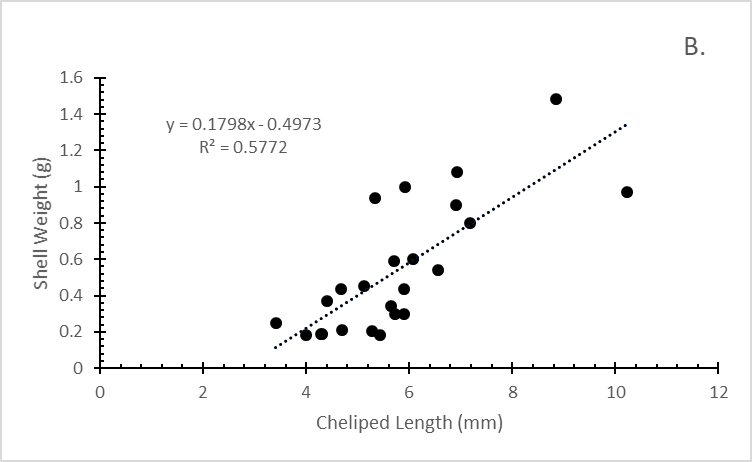 B.
y = 0.1798x - 0.4973
R² = 0.5772
Shell Weight (g)
1.6
1.4
1.2
1
0.8
0.6
0.4
0.2
0
0 2 4 6 8 10 12
Cheliped Length (mm)